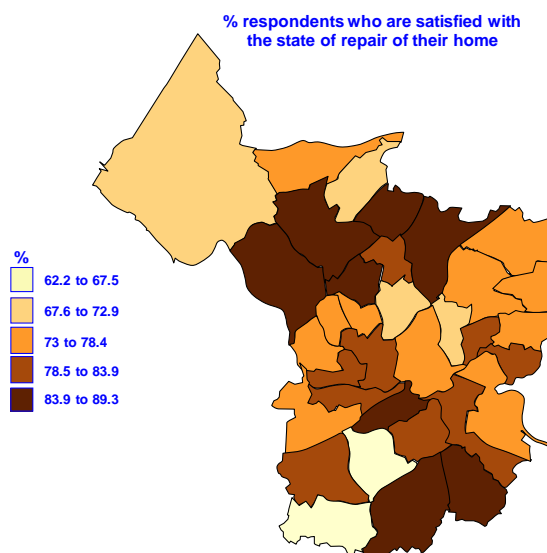 % respondents who are satisfied with
the state of repair of their home
%
62.2 to 67.5
67.6 to 72.9
73 to 78.4
78.5 to 83.9
83.9 to 89.3